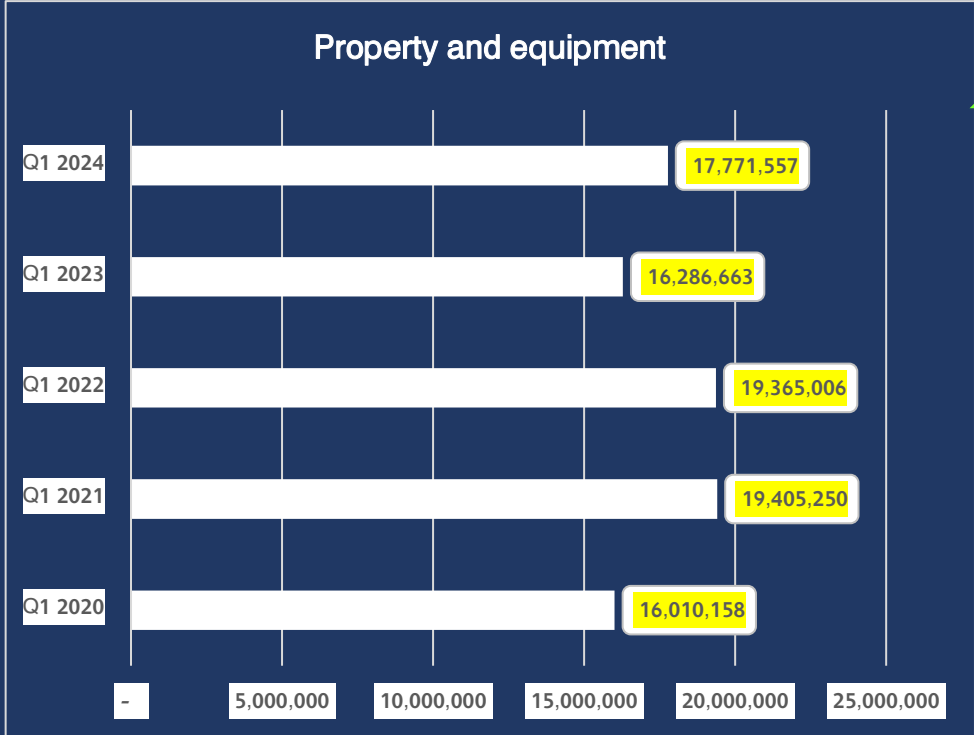 Property and equipment
Q1 2024
17,771,557
Q1 2023
16,286,663
Q1 2022
19,365,006
Q1 2021
19,405,250
Q1 2020
16,010,158
- 5,000,000 10,000,000 15,000,000 20,000,000 25,000,000